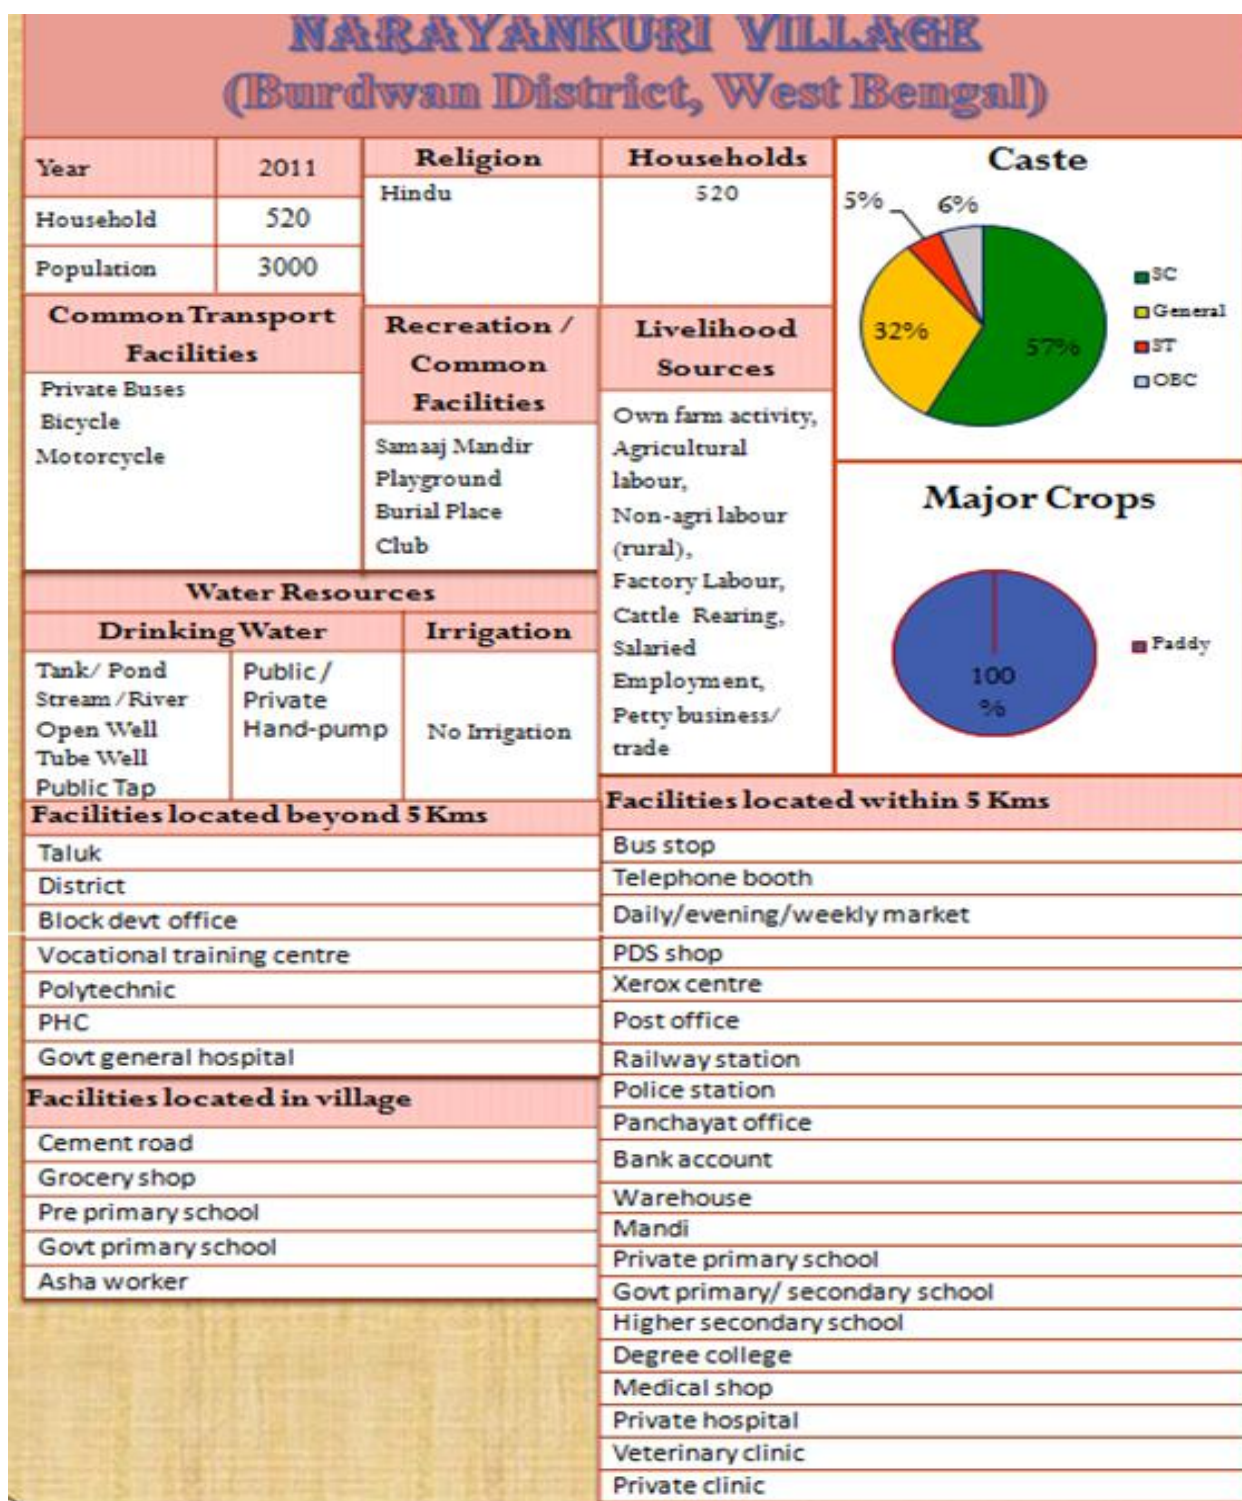 NARAYANKURI VILLAGE
(Burdwan District, West Bengal)
Year 2011
Household 520
Population 3000
Religion
Hindu
Households
520
Caste
5%
6%
32%
57%
SC
General
ST
OBC
Common Transport
Facilities
Private Buses
Bicycle
Motorcycle
Recreation /
Common
Facilities
Samaaj Mandir
Playground
Burial Place
Club
Livelihood
Sources
Own farm activity,
Agricultural
labour,
Non-agri labour
(rural),
Factory Labour,
Cattle Rearing,
Salaried
Employment,
Petty business/
trade
Major Crops
100
%
Paddy
Water Resources
Drinking Water
Irrigation
Tank/ Pond
Stream /River
Open Well
Tube Well
Public Tap
Public /
Private
Hand-pump
No Irrigation
Facilities located beyond 5 Kms
Taluk
District
Block devt office
Vocational training centre
Polytechnic
PHC
Govt general hospital
Facilities located in village
Cement road
Grocery shop
Pre primary school
Govt primary school
Asha worker
Facilities located within 5 Kms
Bus stop
Telephone booth
Daily/evening/weekly market
PDS shop
Xerox centre
Post office
Railway station
Police station
Panchayat office
Bank account
Warehouse
Mandi
Private primary school
Govt primary/ secondary school
Higher secondary school
Degree college
Medical shop
Private hospital
Veterinary clinic
Private clinic